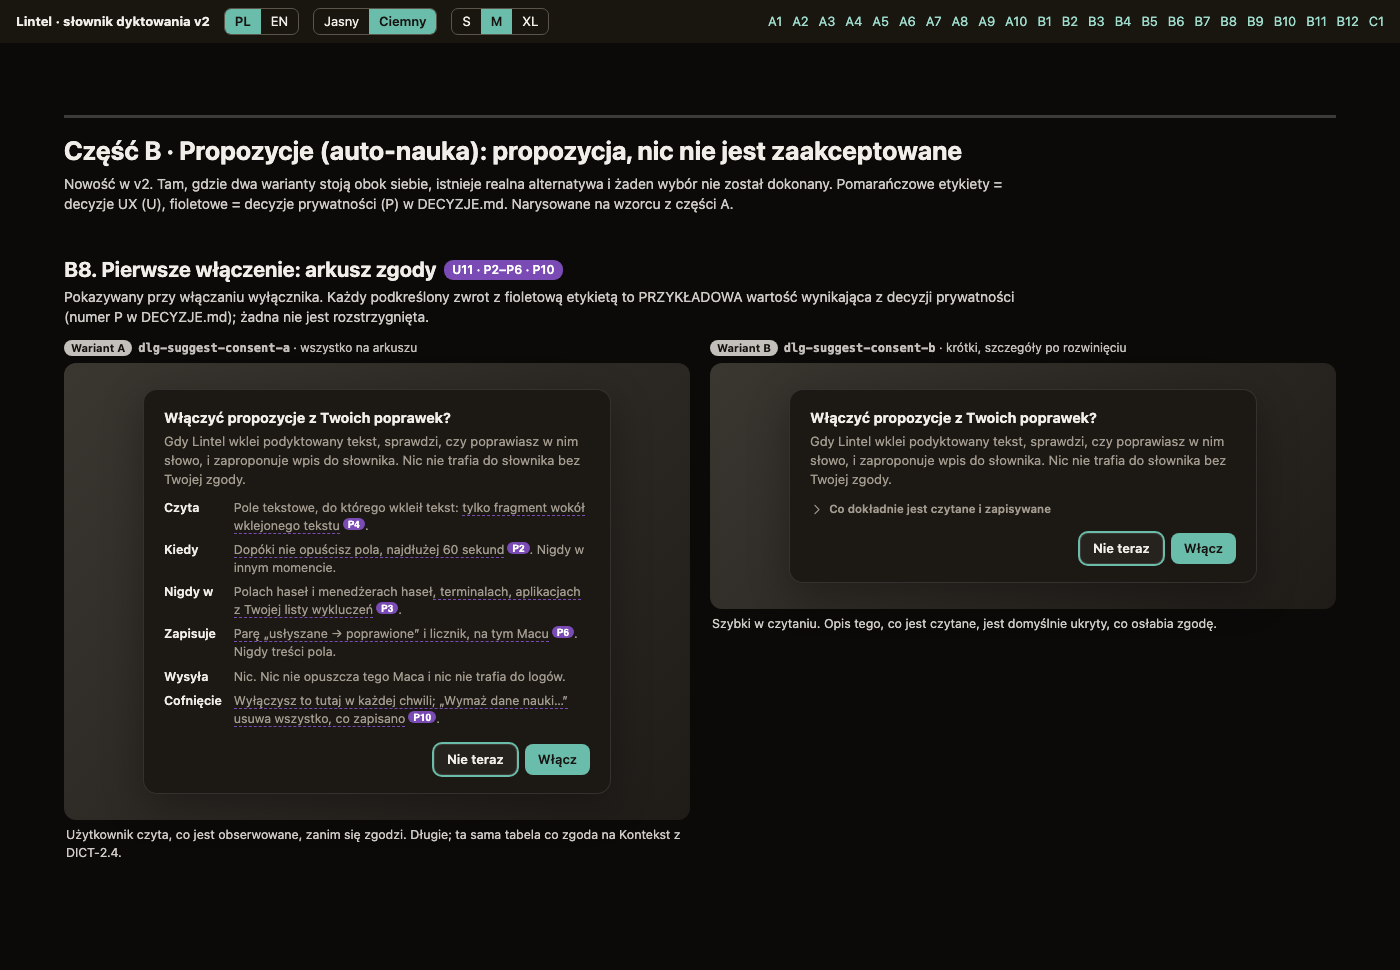 Lintel · słownik dyktowania v2 PL EN Jasny Ciemny S M XL A1 A2 A3 A4 A5 A6 A7 A8 A9 A10 B1 B2 B3 B4 B5 B6 B7 B8 B9 B10 B11 B12 C1
Część B · Propozycje (auto-nauka): propozycja, nic nie jest zaakceptowane
Nowość w v2. Tam, gdzie dwa warianty stoją obok siebie, istnieje realna alternatywa i żaden wybór nie został dokonany. Pomarańczowe etykiety =
decyzje UX (U), fioletowe = decyzje prywatności (P) w DECYZJE.md. Narysowane na wzorcu z części A.
B8. Pierwsze włączenie: arkusz zgody U11 · P2–P6 · P10
Pokazywany przy włączaniu wyłącznika. Każdy podkreślony zwrot z fioletową etykietą to PRZYKŁADOWA wartość wynikająca z decyzji prywatności
(numer P w DECYZJE.md); żadna nie jest rozstrzygnięta.
Wariant A dlg-suggest-consent-a · wszystko na arkuszu
Włączyć propozycje z Twoich poprawek?
Gdy Lintel wklei podyktowany tekst, sprawdzi, czy poprawiasz w nim
słowo, i zaproponuje wpis do słownika. Nic nie trafia do słownika bez
Twojej zgody.
Czyta Pole tekstowe, do którego wkleił tekst: tylko fragment wokół
wklejonego tekstu P4.
Kiedy Dopóki nie opuścisz pola, najdłużej 60 sekund P2. Nigdy w
innym momencie.
Nigdy w Polach haseł i menedżerach haseł, terminalach, aplikacjach
z Twojej listy wykluczeń P3.
Zapisuje Parę „usłyszane → poprawione” i licznik, na tym Macu P6.
Nigdy treści pola.
Wysyła Nic. Nic nie opuszcza tego Maca i nic nie trafia do logów.
Cofnięcie Wyłączysz to tutaj w każdej chwili; „Wymaż dane nauki…”
usuwa wszystko, co zapisano P10.
Nie teraz Włącz
Użytkownik czyta, co jest obserwowane, zanim się zgodzi. Długie; ta sama tabela co zgoda na Kontekst z
DICT-2.4.
Wariant B dlg-suggest-consent-b · krótki, szczegóły po rozwinięciu
Włączyć propozycje z Twoich poprawek?
Gdy Lintel wklei podyktowany tekst, sprawdzi, czy poprawiasz w nim
słowo, i zaproponuje wpis do słownika. Nic nie trafia do słownika bez
Twojej zgody.
Co dokładnie jest czytane i zapisywane
Nie teraz Włącz
Szybki w czytaniu. Opis tego, co jest czytane, jest domyślnie ukryty, co osłabia zgodę.